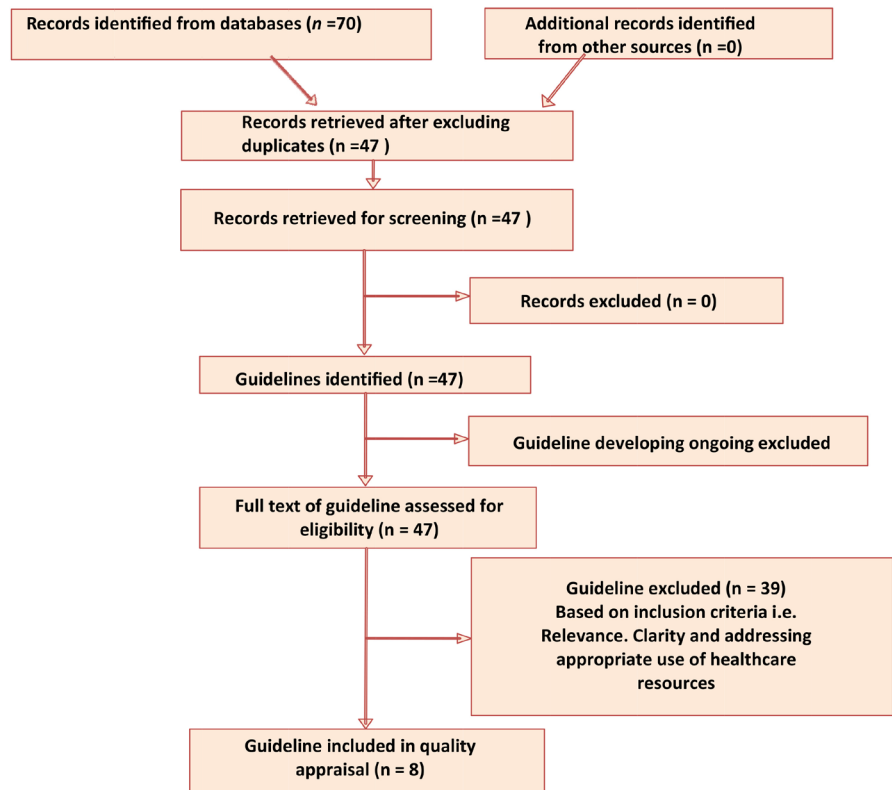 Records identified from databases (n =70)
Additional records identified
from other sources (n =0)
Records retrieved after excluding
duplicates (n =47 )
Records retrieved for screening (n =47 )
Records excluded (n = 0)
Guidelines identified (n =47)
Guideline developing ongoing excluded
Full text of guideline assessed for
eligibility (n = 47)
Guideline excluded (n = 39)
Based on inclusion criteria i.e.
Relevance. Clarity and addressing
appropriate use of healthcare
resources
Guideline included in quality
appraisal (n = 8)